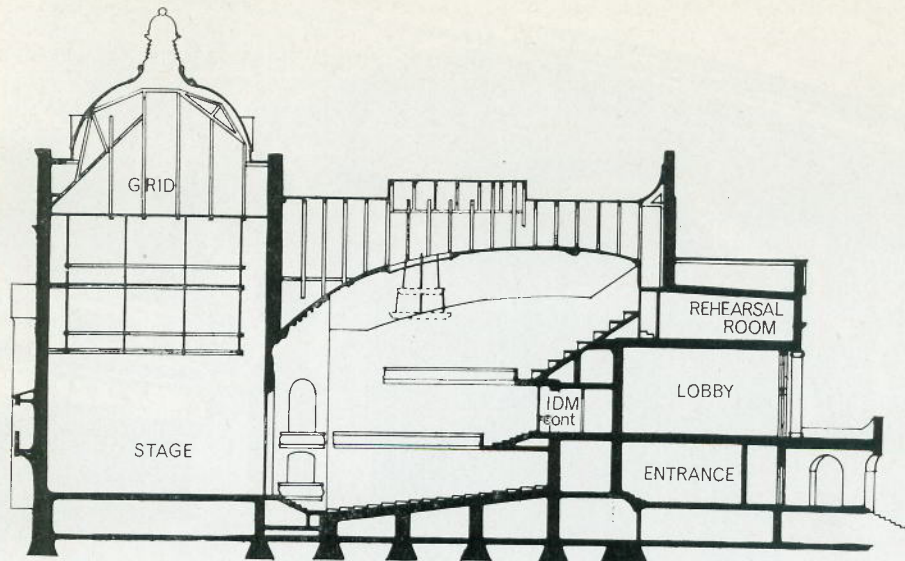 GRID
REHEARSAL
ROOM
LOBBY
IDM
cont
STAGE
ENTRANCE